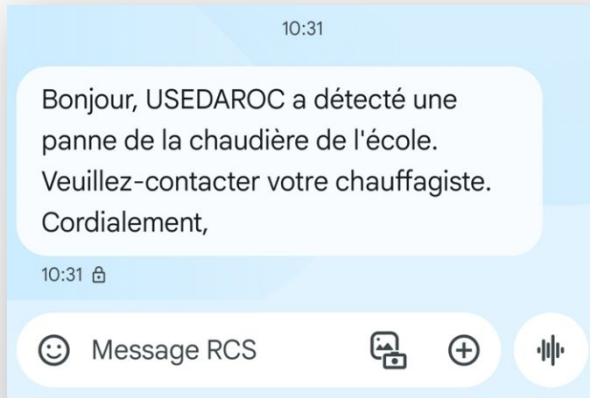 10:31
Bonjour, USEDAROC a détecté une
panne de la chaudière de l'école.
Veuillez-contacter votre chauffagiste.
Cordialement,
10:31
Message RCS